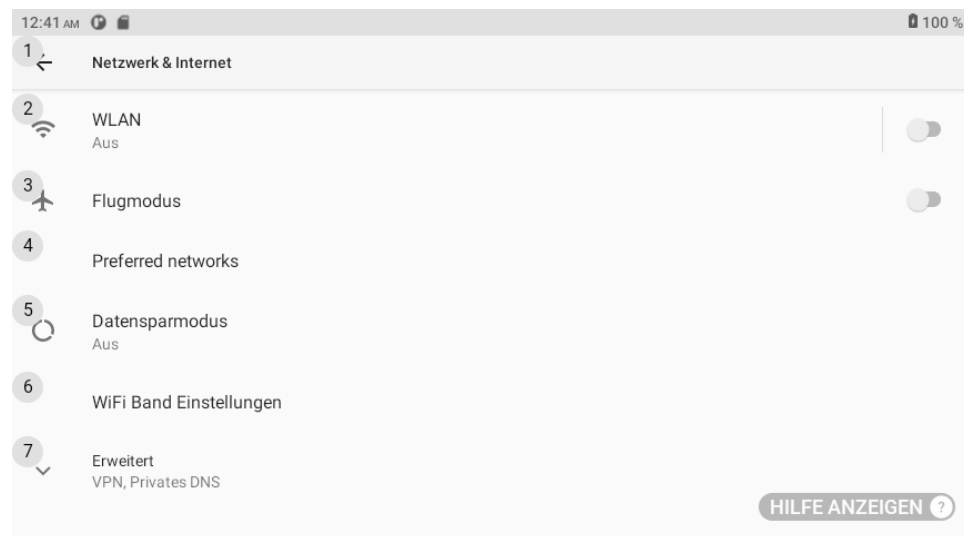 12:41 AM 100 %
1 Netzwerk & Internet
2 WLAN
Aus
3 Flugmodus
4 Preferred networks
5 Datensparmodus
Aus
6 WiFi Band Einstellungen
7 Erweitert
VPN, Privates DNS
HILFE ANZEIGEN ?